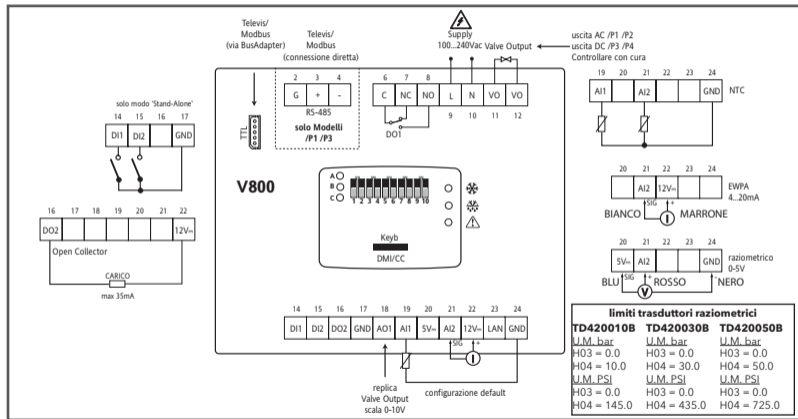 Televis/
Modbus
(via BusAdapter)
Televis/
Modbus
(connessione diretta)
Supply
100...240Vac
Valve Output
uscita AC /P1 /P2
uscita DC /P3 /P4
Controllare con cura
2 3 4
G + -
RS-485
solo Modelli
/P1 /P3
TTL
6 7 8
C NC NO L N VO VO
9 10 11 12
DO1
19 20 21 22 23 24
AI1 AI2 GND
NTC
solo modo 'Stand-Alone'
14 15 16 17
DI1 DI2 GND
16 17 18 19 20 21 22
DO2 12V⎓
Open Collector
CARICO
max 35mA
V800
A
B
C
1 2 3 4 5 6 7 8 9 10
Keyb
DMI/CC
20 21 22 23 24
AI2 12V⎓
EWPA
4...20mA
SIG +
BIANCO I MARRONE
20 21 22 23 24
5V⎓ AI2 GND
raziometrico
0-5V
SIG + -
BLU ROSSO NERO
V
14 15 16 17 18 19 20 21 22 23 24
DI1 DI2 DO2 GND AO1 AI1 5V⎓ AI2 12V⎓ LAN GND
SIG +
I
replica
Valve Output
scala 0-10V
configurazione default
limiti trasduttori raziometrici
TD420010B TD420030B TD420050B
U.M. bar U.M. bar U.M. bar
H03 = 0.0 H03 = 0.0 H03 = 0.0
H04 = 10.0 H04 = 30.0 H04 = 50.0
U.M. PSI U.M. PSI U.M. PSI
H03 = 0.0 H03 = 0.0 H03 = 0.0
H04 = 145.0 H04 = 435.0 H04 = 725.0